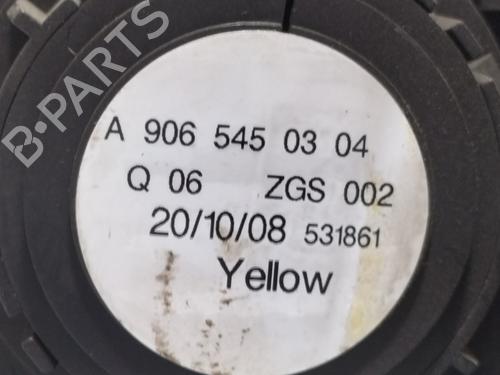 B-PARTS
A 906 545 03 04
Q 06 ZGS 002
20/10/08 531861
Yellow